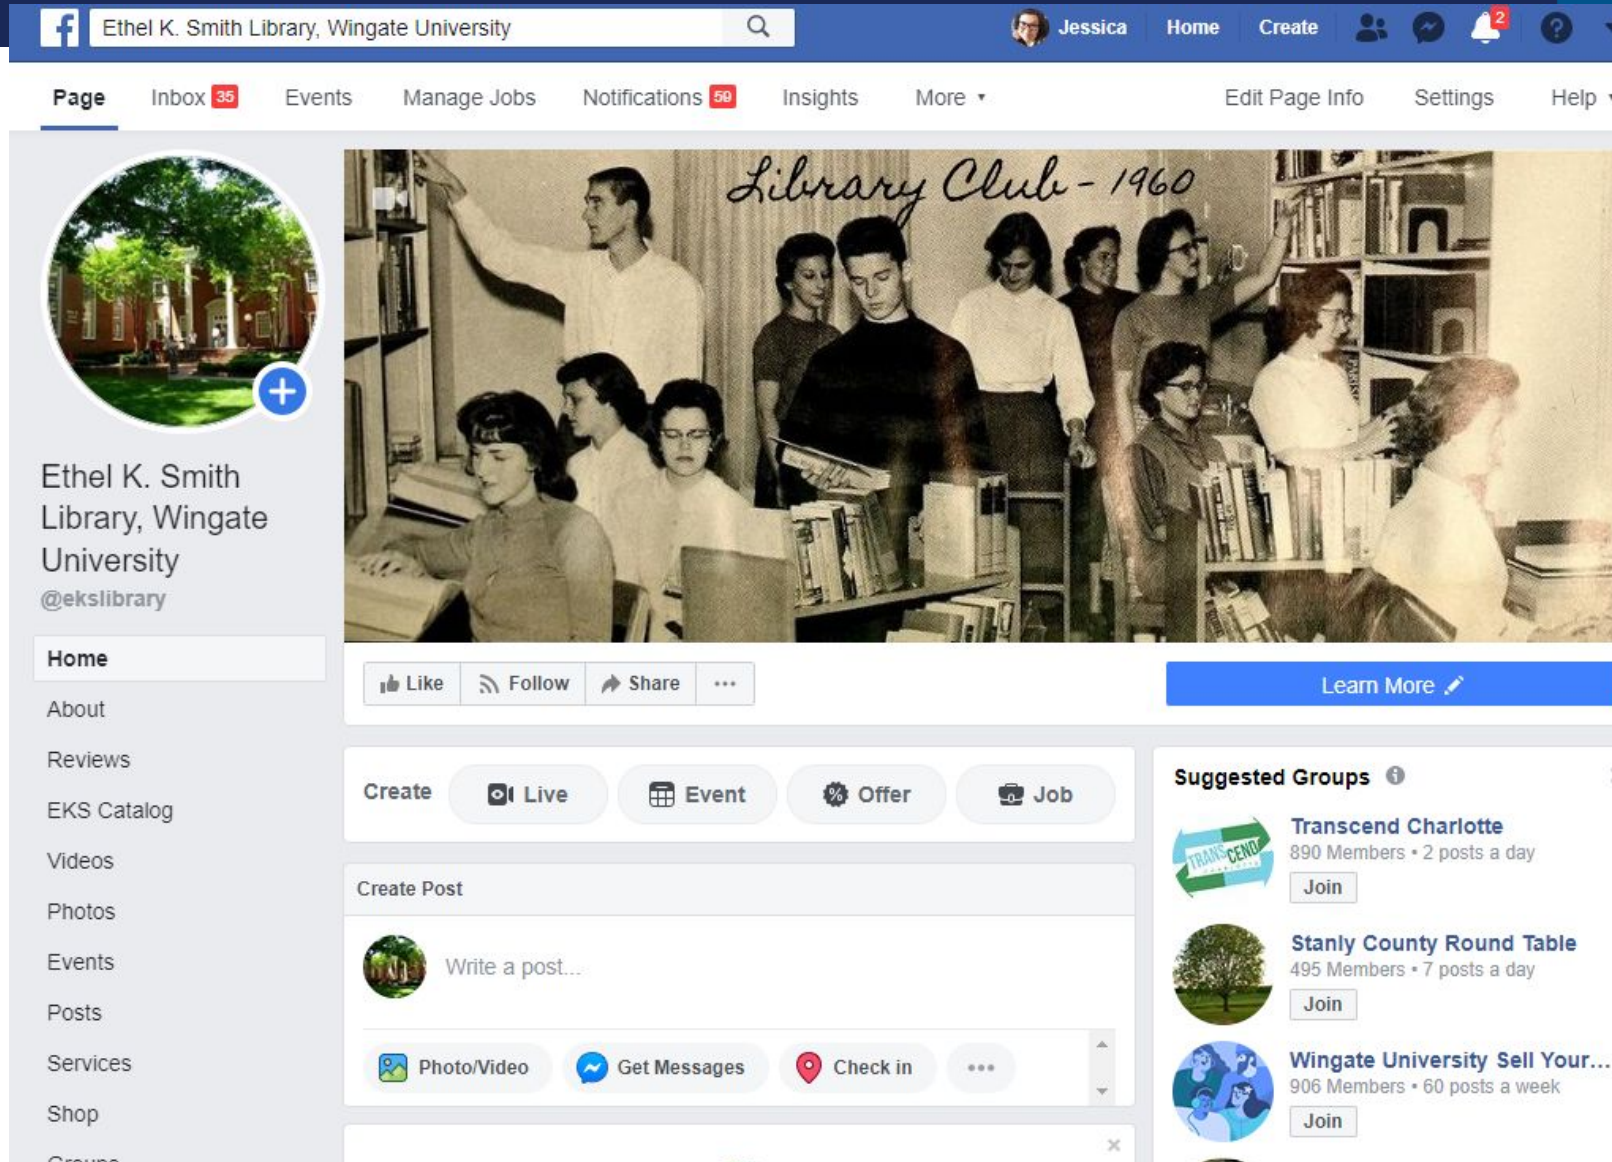 Ethel K. Smith Library, Wingate University
Jessica Home Create 2
Page Inbox 35 Events Manage Jobs Notifications 59 Insights More Edit Page Info Settings Help
Library Club - 1960
Ethel K. Smith
Library, Wingate
University
@ekslibrary
Home
About
Reviews
EKS Catalog
Videos
Photos
Events
Posts
Services
Shop
Like Follow Share ...
Learn More
Create Live Event Offer Job
Create Post
Write a post...
Photo/Video Get Messages Check in
Suggested Groups
TRANSCEND
Transcend Charlotte
890 Members • 2 posts a day
Join
Stanly County Round Table
495 Members • 7 posts a day
Join
Wingate University Sell Your...
906 Members • 60 posts a week
Join